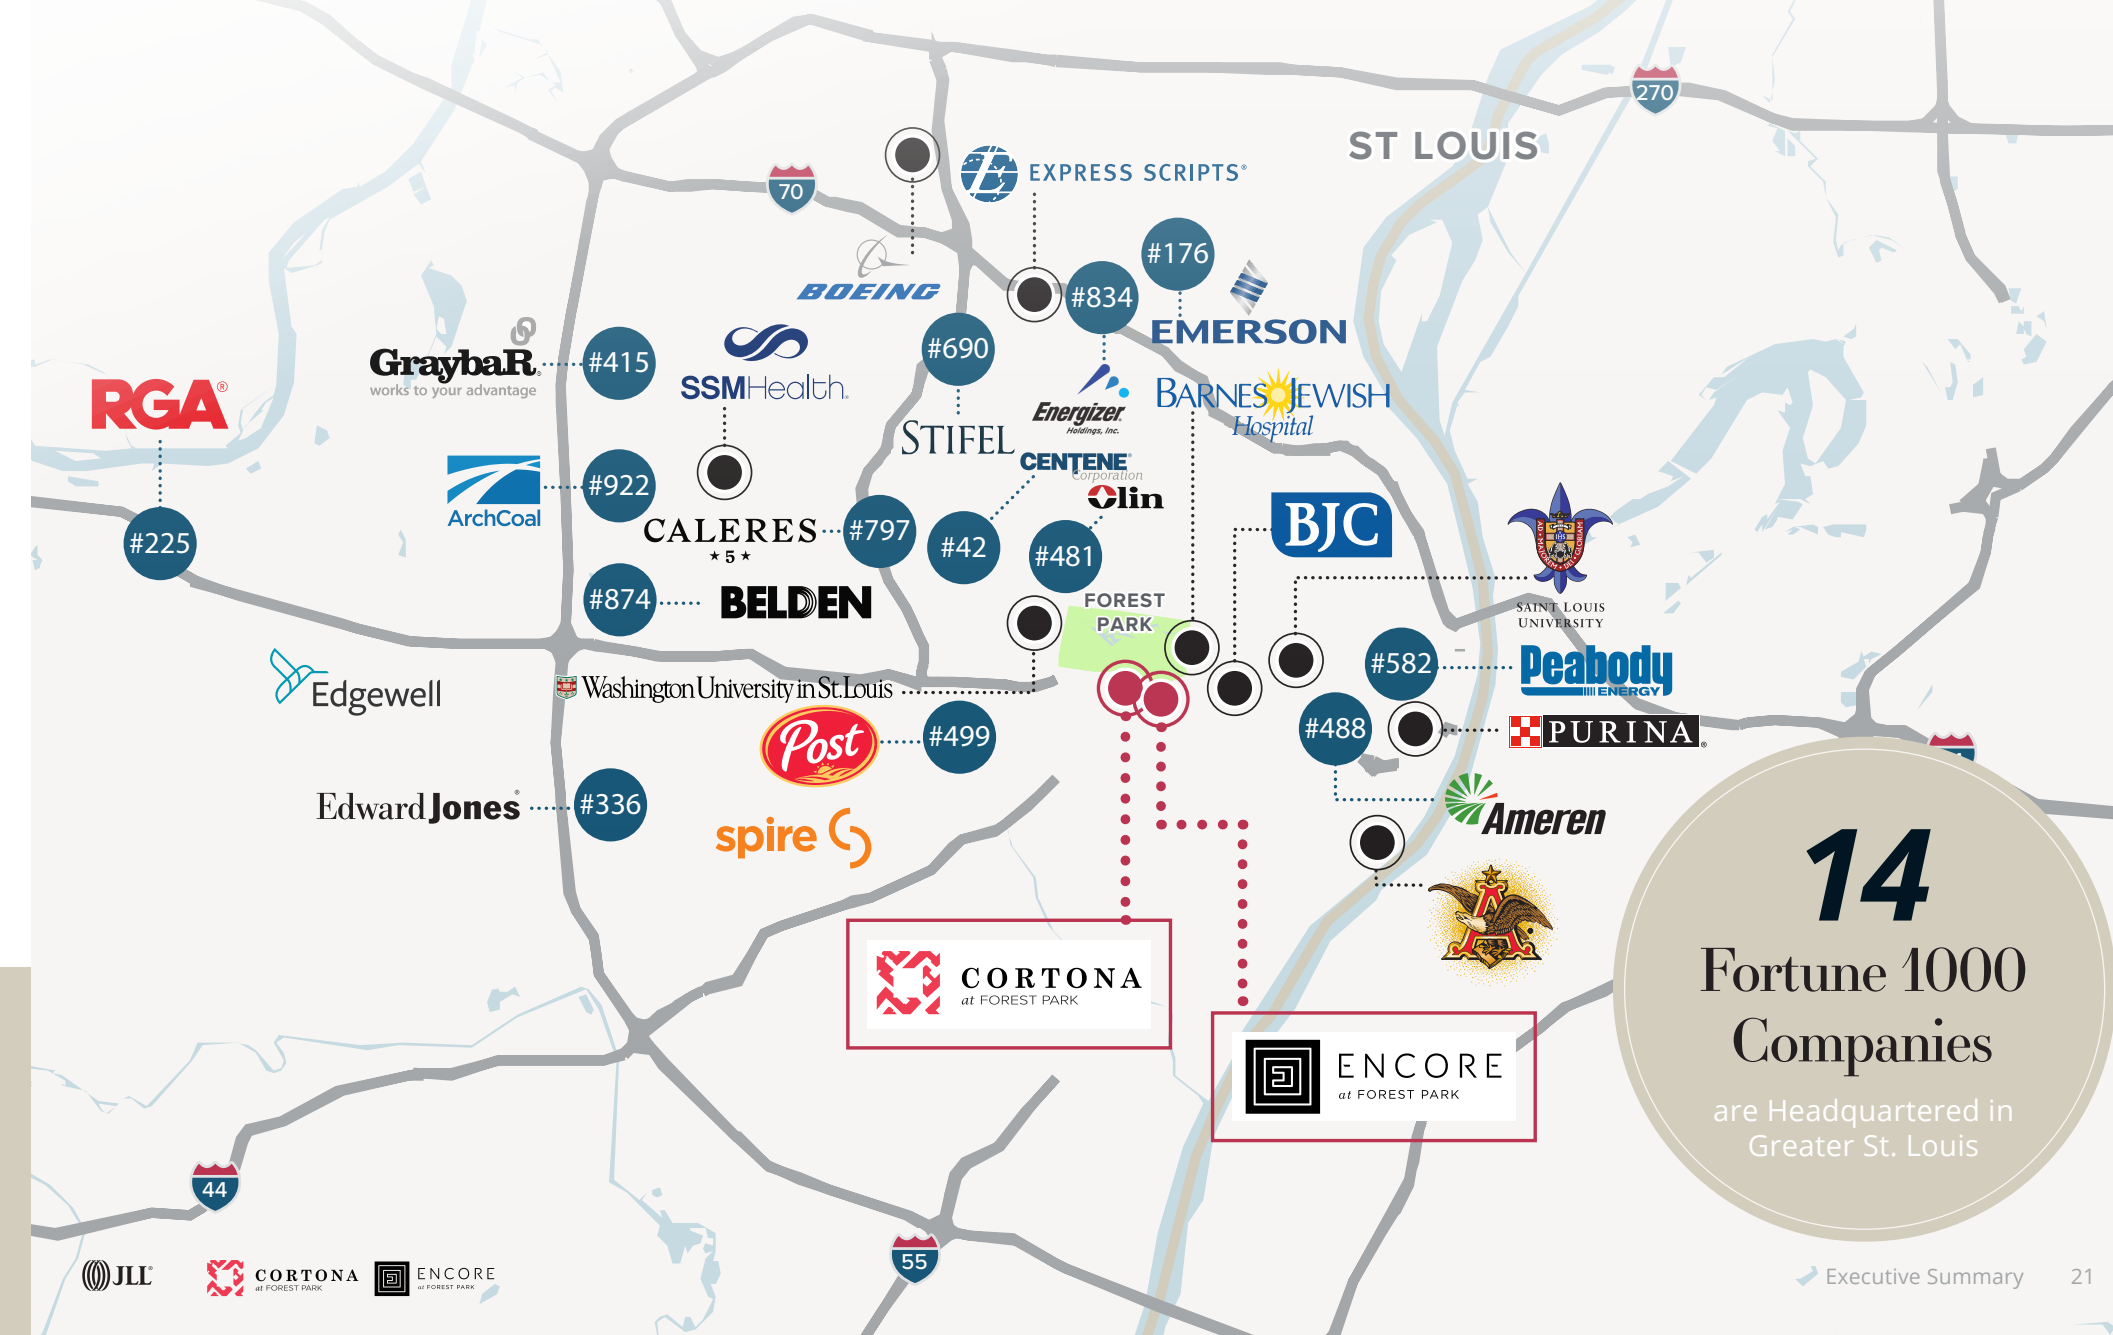 270
ST LOUIS
EXPRESS SCRIPTS®
70
#176
BOEING
#834
EMERSON
GraybaR®
works to your advantage
#415
SSMHealth®
#690
RGA®
Energizer
Holdings, Inc.
BARNES JEWISH
Hospital
STIFEL
CENTENE®
Corporation
Olin
ArchCoal
#922
CALERES
★ 5 ★
#797
#42
#481
BJC
#225
#874
BELDEN
FOREST
PARK
SAINT LOUIS
UNIVERSITY
#582
Peabody
ENERGY
Edgewell
Washington University in St. Louis
Post
#499
#488
PURINA®
Edward Jones®
#336
spire
Ameren
A
14
Fortune 1000
Companies
are Headquartered in
Greater St. Louis
CORTONA
at FOREST PARK
ENCORE
at FOREST PARK
44
55
JLL®
CORTONA
at FOREST PARK
ENCORE
at FOREST PARK
Executive Summary 21